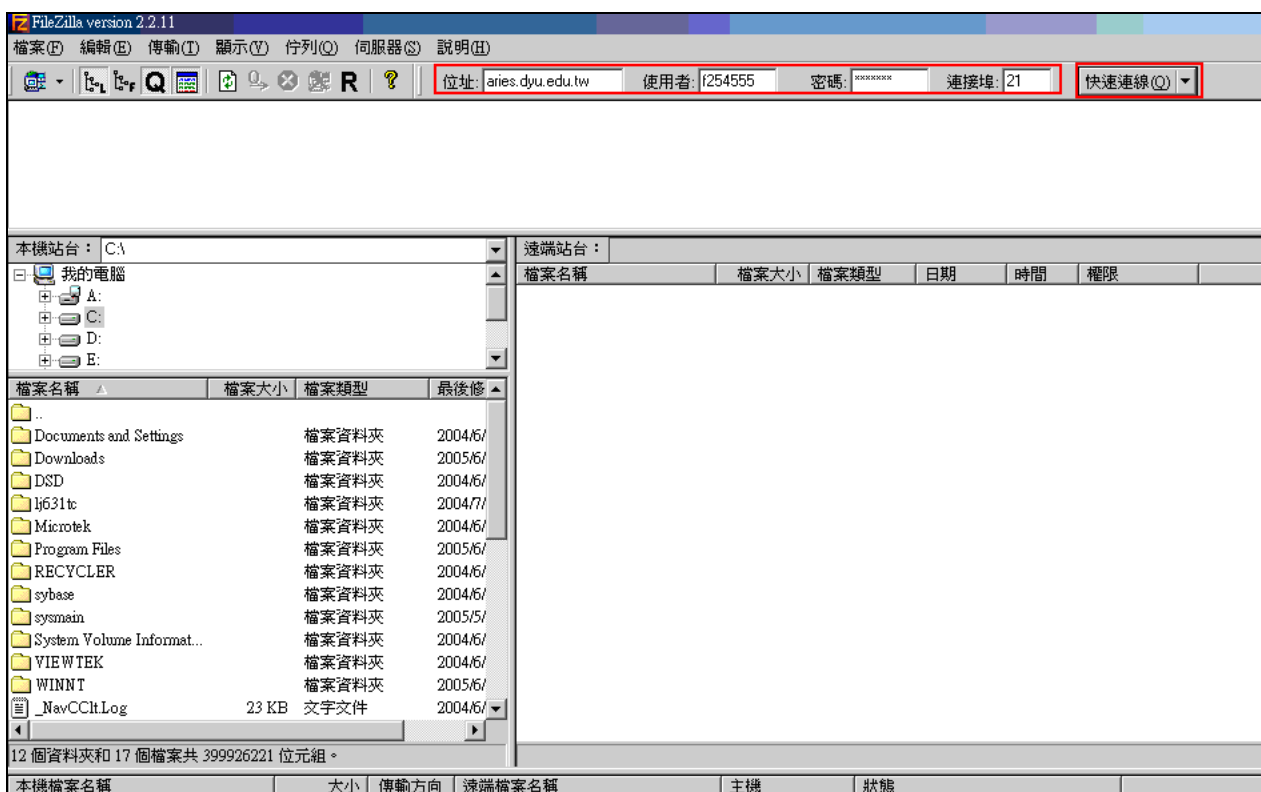 FileZilla version 2.2.11
檔案(F) 編輯(E) 傳輸(T) 顯示(V) 佇列(Q) 伺服器(S) 說明(H)
Q R ? 位址: aries.dyu.edu.tw 使用者: f254555 密碼: ******* 連接埠: 21 快速連線(Q)
本機站台： C:\
我的電腦
A:
C:
D:
E:
檔案名稱 檔案大小 檔案類型 最後修
..
Documents and Settings 檔案資料夾 2004/6/
Downloads 檔案資料夾 2005/6/
DSD 檔案資料夾 2004/6/
lj631tc 檔案資料夾 2004/7/
Microtek 檔案資料夾 2004/6/
Program Files 檔案資料夾 2005/6/
RECYCLER 檔案資料夾 2004/6/
sybase 檔案資料夾 2004/6/
sysmain 檔案資料夾 2005/5/
System Volume Informat... 檔案資料夾 2004/6/
VIEWTEK 檔案資料夾 2004/6/
WINNT 檔案資料夾 2005/6/
_NavCClt.Log 23 KB 文字文件 2004/6/
12 個資料夾和 17 個檔案共 399926221 位元組。
遠端站台：
檔案名稱 檔案大小 檔案類型 日期 時間 權限
本機檔案名稱 大小 傳輸方向 遠端檔案名稱 主機 狀態